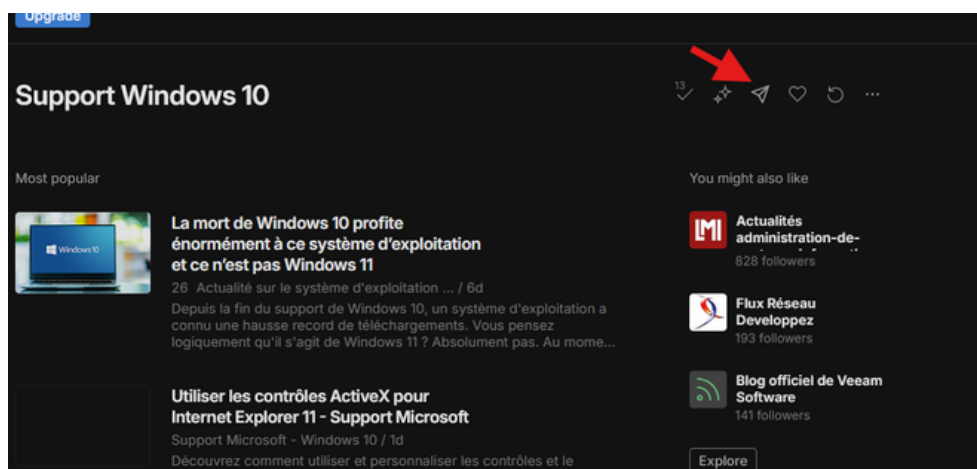 Upgrade
Support Windows 10
13
Most popular
You might also like
Windows 10
La mort de Windows 10 profite
énormément à ce système d'exploitation
et ce n'est pas Windows 11
26 Actualité sur le système d'exploitation ... / 6d
Depuis la fin du support de Windows 10, un système d'exploitation a
connu une hausse record de téléchargements. Vous pensez
logiquement qu'il s'agit de Windows 11 ? Absolument pas. Au mome...
Utiliser les contrôles ActiveX pour
Internet Explorer 11 - Support Microsoft
Support Microsoft - Windows 10 / 1d
Découvrez comment utiliser et personnaliser les contrôles et le
LMI
Actualités
administration-de-
828 followers
Flux Réseau
Developpez
193 followers
Blog officiel de Veeam
Software
141 followers
Explore